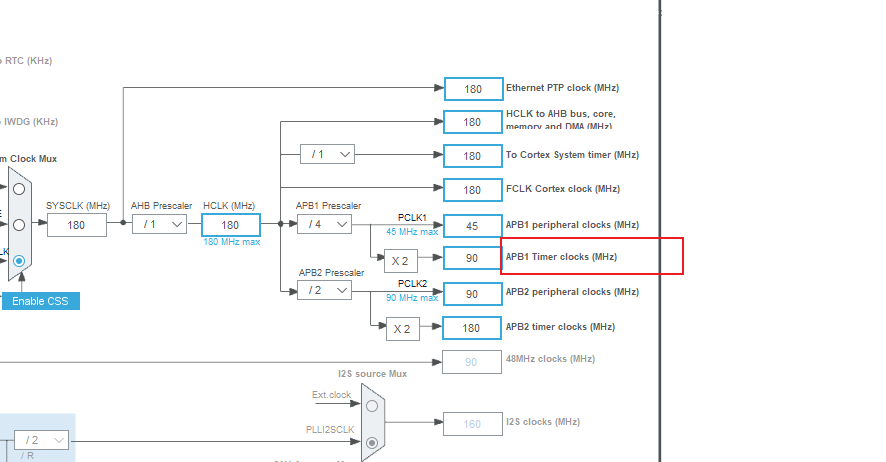 RTC (KHz)
IWDG (KHz)
m Clock Mux
SYSCLK (MHz)
180
AHB Prescaler
/ 1
HCLK (MHz)
180
180 MHz max
Enable CSS
APB1 Prescaler
/ 4
PCLK1
45 MHz max
X 2
APB2 Prescaler
/ 2
PCLK2
90 MHz max
X 2
/ 1
180
Ethernet PTP clock (MHz)
180
HCLK to AHB bus, core,
memory and DMA (MHz)
180
To Cortex System timer (MHz)
180
FCLK Cortex clock (MHz)
45
APB1 peripheral clocks (MHz)
90
APB1 Timer clocks (MHz)
90
APB2 peripheral clocks (MHz)
180
APB2 timer clocks (MHz)
90
48MHz clocks (MHz)
I2S source Mux
Ext.clock
PLLI2SCLK
160
I2S clocks (MHz)
/ 2
/ R